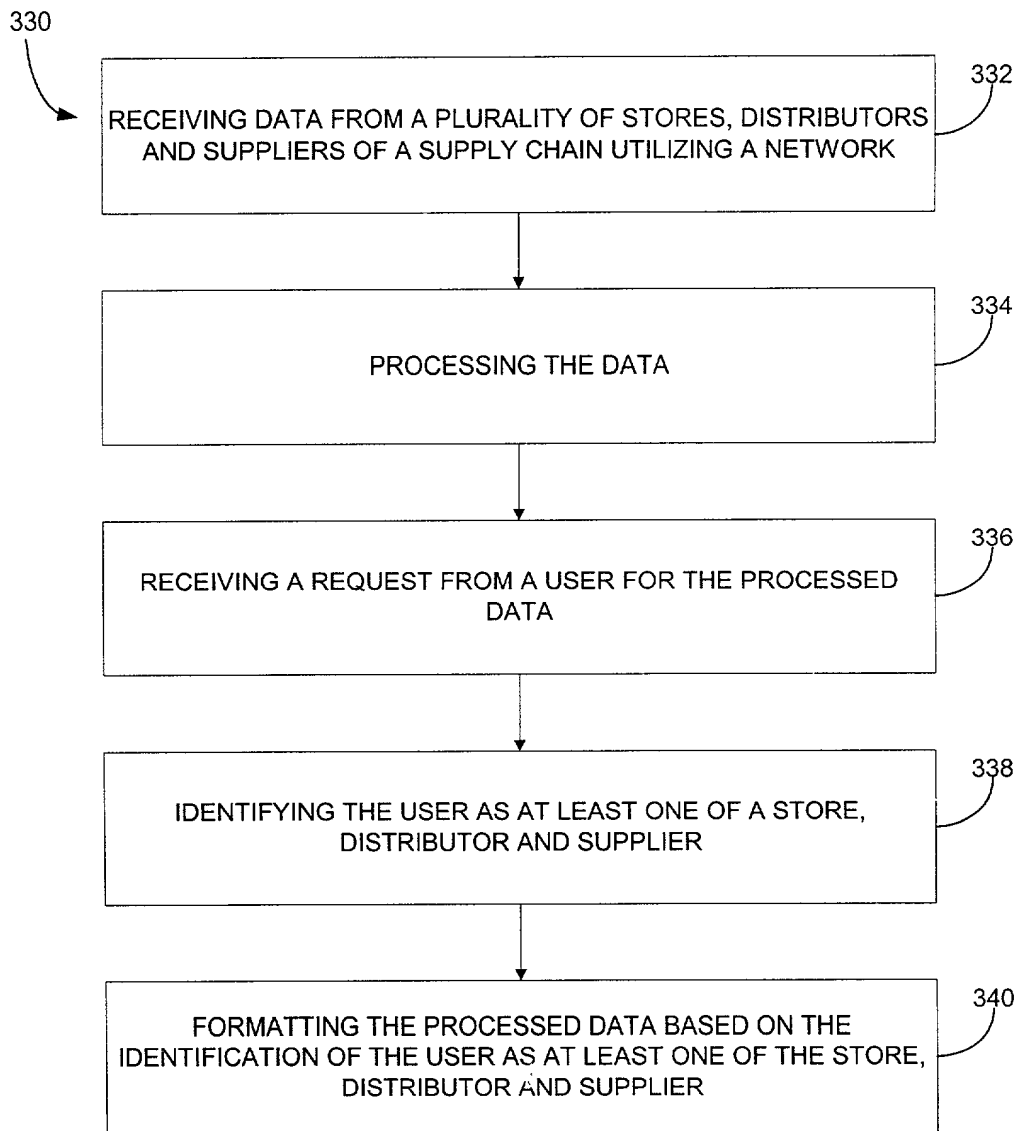 330
332
RECEIVING DATA FROM A PLURALITY OF STORES, DISTRIBUTORS
AND SUPPLIERS OF A SUPPLY CHAIN UTILIZING A NETWORK
334
PROCESSING THE DATA
336
RECEIVING A REQUEST FROM A USER FOR THE PROCESSED
DATA
338
IDENTIFYING THE USER AS AT LEAST ONE OF A STORE,
DISTRIBUTOR AND SUPPLIER
340
FORMATTING THE PROCESSED DATA BASED ON THE
IDENTIFICATION OF THE USER AS AT LEAST ONE OF THE STORE,
DISTRIBUTOR AND SUPPLIER